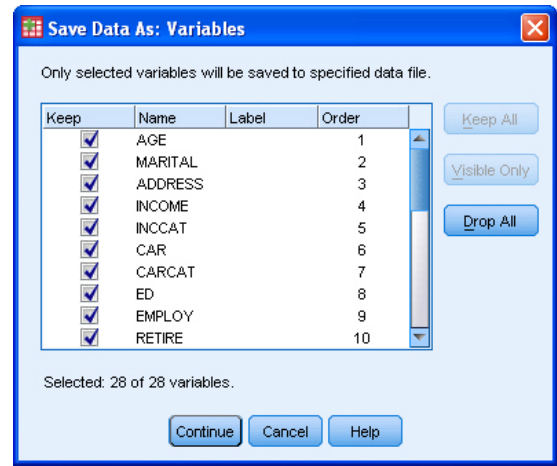 Save Data As: Variables
Only selected variables will be saved to specified data file.
Keep Name Label Order
AGE 1
MARITAL 2
ADDRESS 3
INCOME 4
INCCAT 5
CAR 6
CARCAT 7
ED 8
EMPLOY 9
RETIRE 10
Keep All
Visible Only
Drop All
Selected: 28 of 28 variables.
Continue Cancel Help